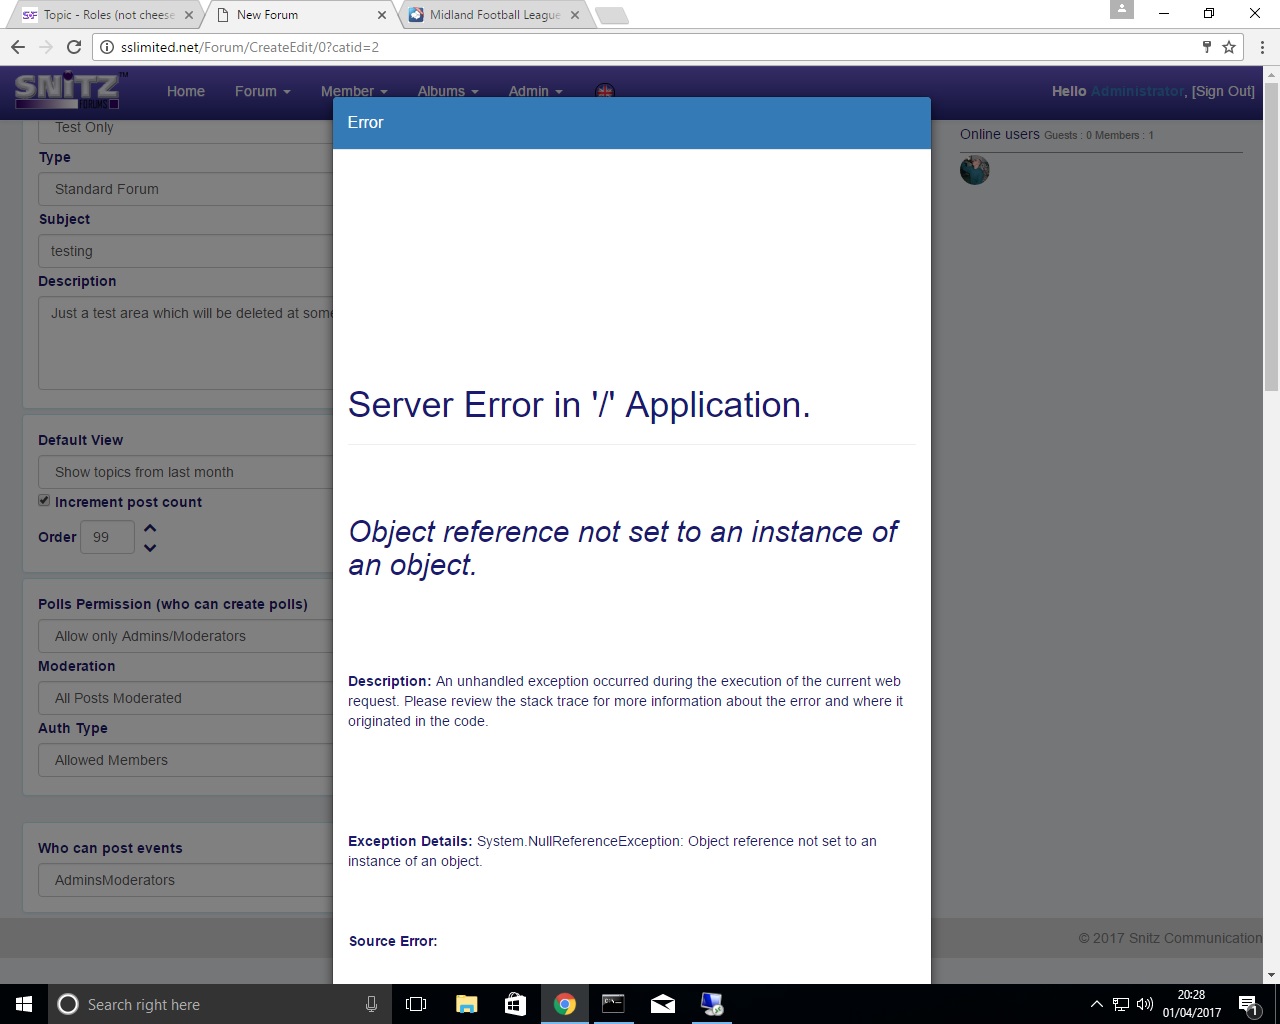 Topic - Roles (not cheese
New Forum
Midland Football League
sslimited.net/Forum/CreateEdit/0?catid=2
SNITZ™
FORUMS
Home
Forum
Member
Albums
Admin
Hello Administrator, [Sign Out]
Error
Test Only
Online users Guests : 0 Members : 1
Type
Standard Forum
Subject
testing
Description
Just a test area which will be deleted at some
Server Error in '/' Application.
Default View
Show topics from last month
Increment post count
Order 99
Object reference not set to an instance of
an object.
Polls Permission (who can create polls)
Allow only Admins/Moderators
Moderation
All Posts Moderated
Auth Type
Allowed Members
Description: An unhandled exception occurred during the execution of the current web
request. Please review the stack trace for more information about the error and where it
originated in the code.
Who can post events
AdminsModerators
Exception Details: System.NullReferenceException: Object reference not set to an
instance of an object.
Source Error:
© 2017 Snitz Communication
Search right here
20:28
01/04/2017
1